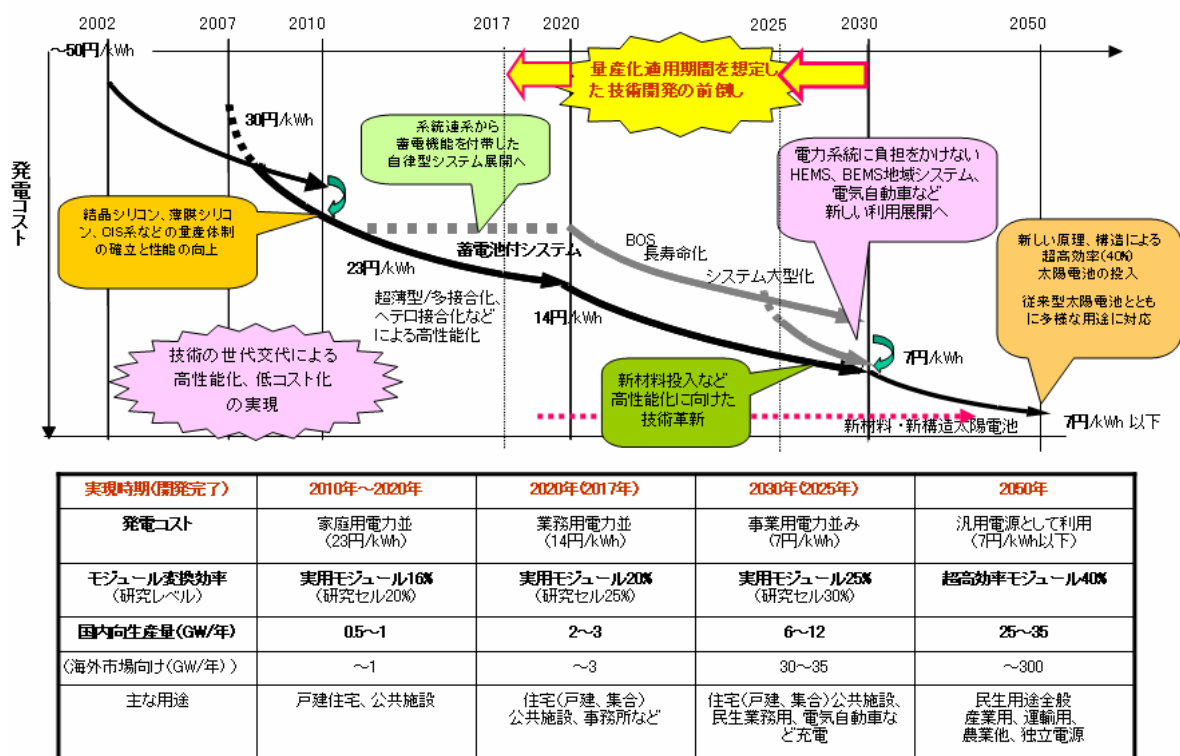 2002
2007
2010
2017
2020
2025
2030
2050
～50円/kWh
量産化適用期間を想定し
た技術開発の前倒し
30円/kWh
系統連系から
蓄電機能を付帯した
自律型システム展開へ
電力系統に負担をかけない
HEMS、BEMS地域システム、
電気自動車など
新しい利用展開へ
発電コスト
結晶シリコン、薄膜シリコ
ン、CIS系などの量産体制
の確立と性能の向上
蓄電池付システム
BOS
長寿命化
新しい原理、構造による
超高効率(40%)
太陽電池の投入
従来型太陽電池ととも
に多様な用途に対応
23円/kWh
システム大型化
超薄型/多接合化、
ヘテロ接合化など
による高性能化
14円/kWh
7円/kWh
技術の世代交代による
高性能化、低コスト化
の実現
新材料投入など
高性能化に向けた
技術革新
新材料・新構造太陽電池
7円/kWh 以下
実現時期(開発完了)
2010年～2020年
2020年(2017年)
2030年(2025年)
2050年
発電コスト
家庭用電力並
(23円/kWh)
業務用電力並
(14円/kWh)
事業用電力並み
(7円/kWh)
汎用電源として利用
(7円/kWh以下)
モジュール変換効率
(研究レベル)
実用モジュール16%
(研究セル20%)
実用モジュール20%
(研究セル25%)
実用モジュール25%
(研究セル30%)
超高効率モジュール40%
国内向生産量(GW/年)
0.5～1
2～3
6～12
25～35
(海外市場向け(GW/年))
～1
～3
30～35
～300
主な用途
戸建住宅、公共施設
住宅(戸建、集合)
公共施設、事務所など
住宅(戸建、集合)公共施設、
民生業務用、電気自動車な
ど充電
民生用途全般
産業用、運輸用、
農業他、独立電源